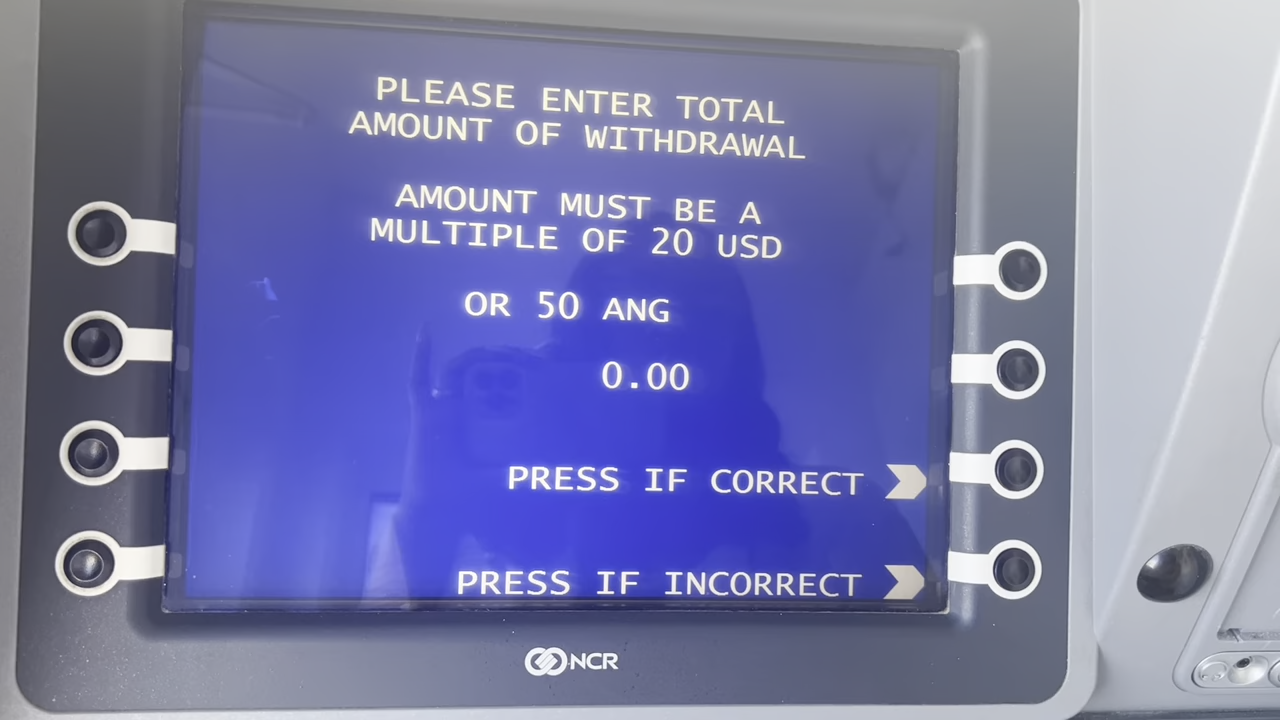 PLEASE ENTER TOTAL
AMOUNT OF WITHDRAWAL
AMOUNT MUST BE A
MULTIPLE OF 20 USD
OR 50 ANG
0.00
PRESS IF CORRECT
PRESS IF INCORRECT
NCR